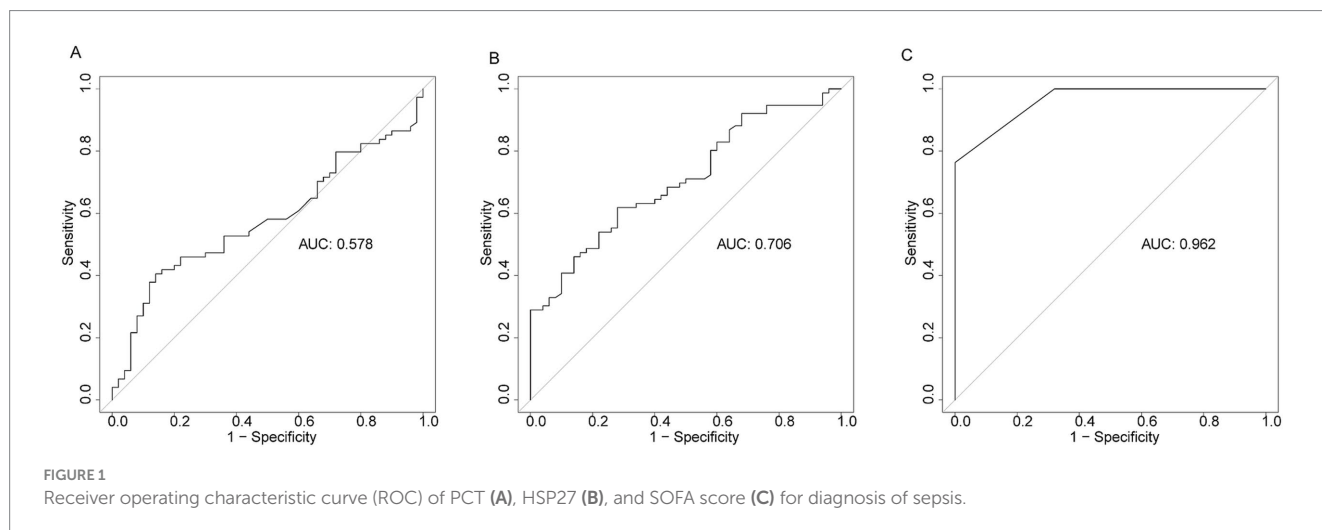 A
Sensitivity
1.0
0.8
0.6
0.4
0.2
0.0
AUC: 0.578
0.0 0.2 0.4 0.6 0.8 1.0
1 − Specificity
B
Sensitivity
1.0
0.8
0.6
0.4
0.2
0.0
AUC: 0.706
0.0 0.2 0.4 0.6 0.8 1.0
1 − Specificity
C
Sensitivity
1.0
0.8
0.6
0.4
0.2
0.0
AUC: 0.962
0.0 0.2 0.4 0.6 0.8 1.0
1 − Specificity
FIGURE 1
Receiver operating characteristic curve (ROC) of PCT (A), HSP27 (B), and SOFA score (C) for diagnosis of sepsis.